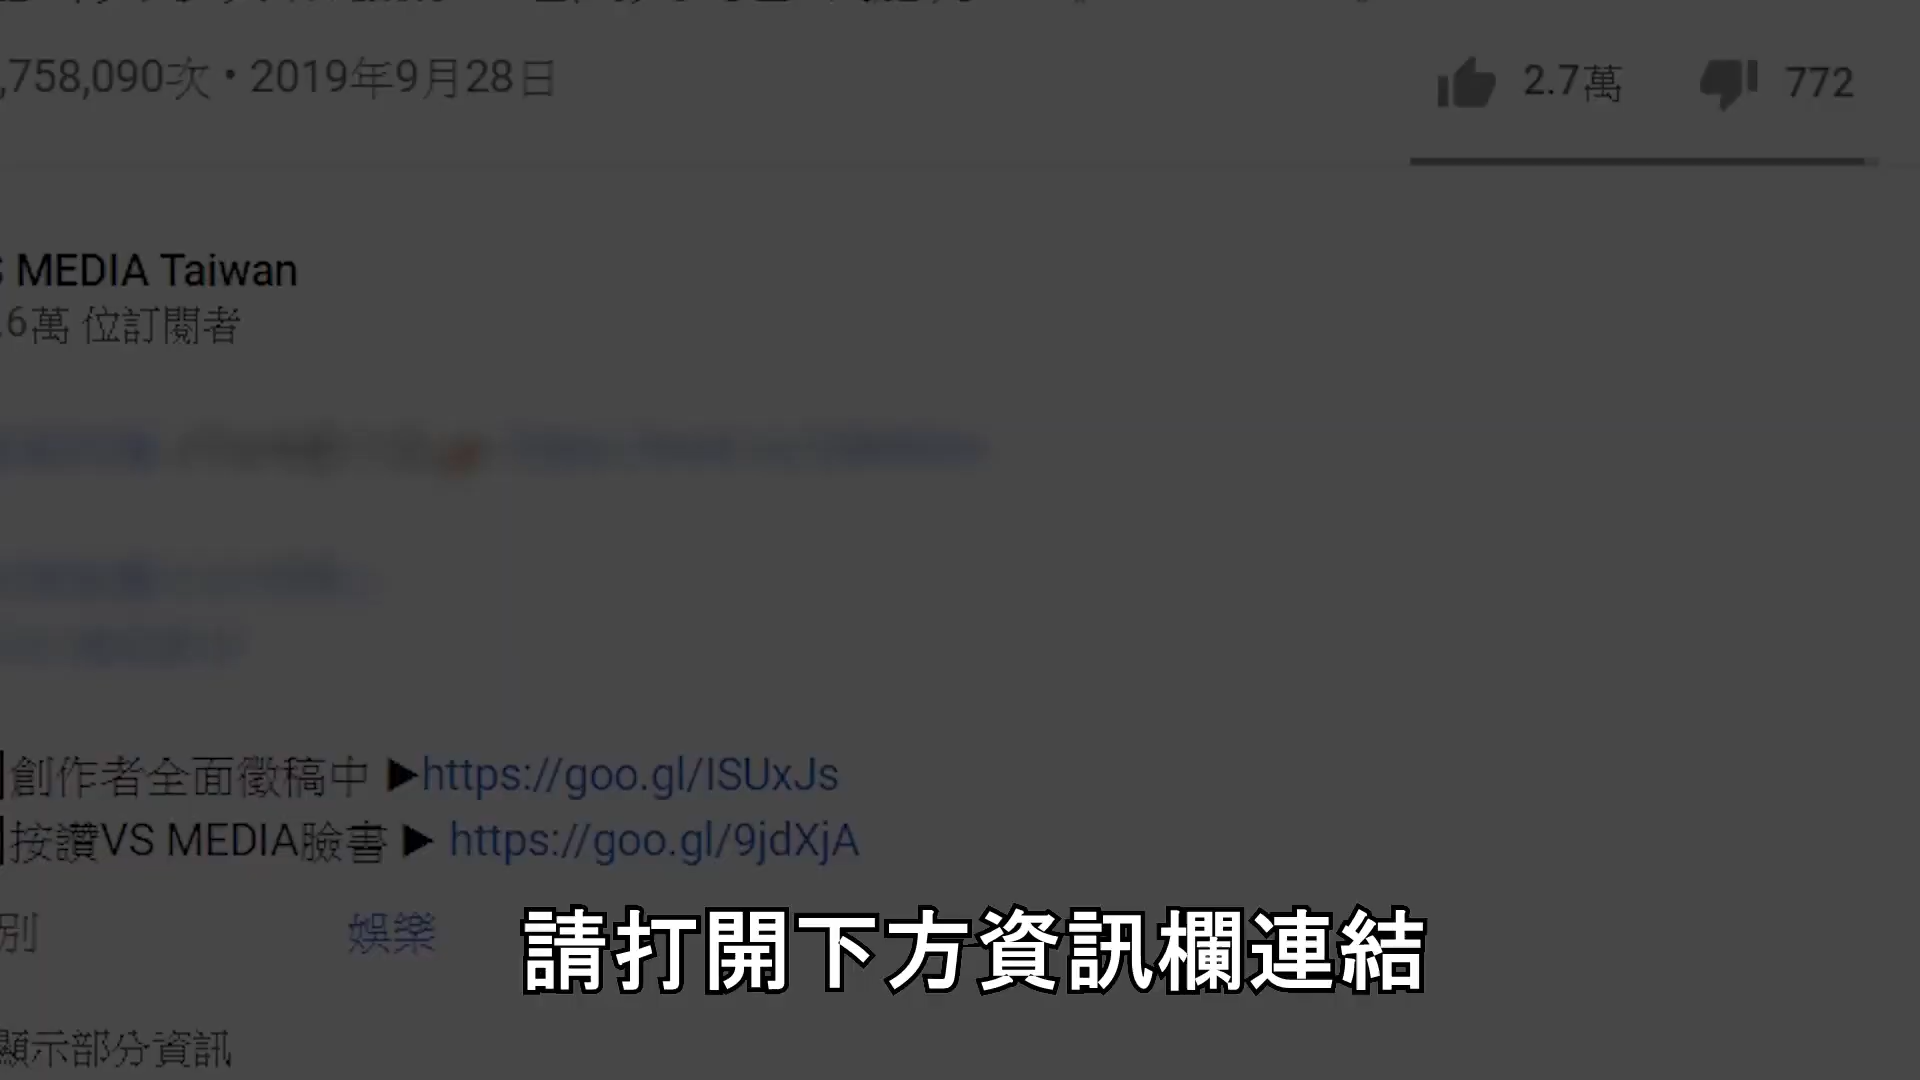 ,758,090次 • 2019年9月28日
2.7萬 772
S MEDIA Taiwan
.6萬 位訂閱者
創作者全面徵稿中 ▶https://goo.gl/ISUxJs
按讚VS MEDIA臉書 ▶ https://goo.gl/9jdXjA
別 娛樂
請打開下方資訊欄連結
顯示部分資訊